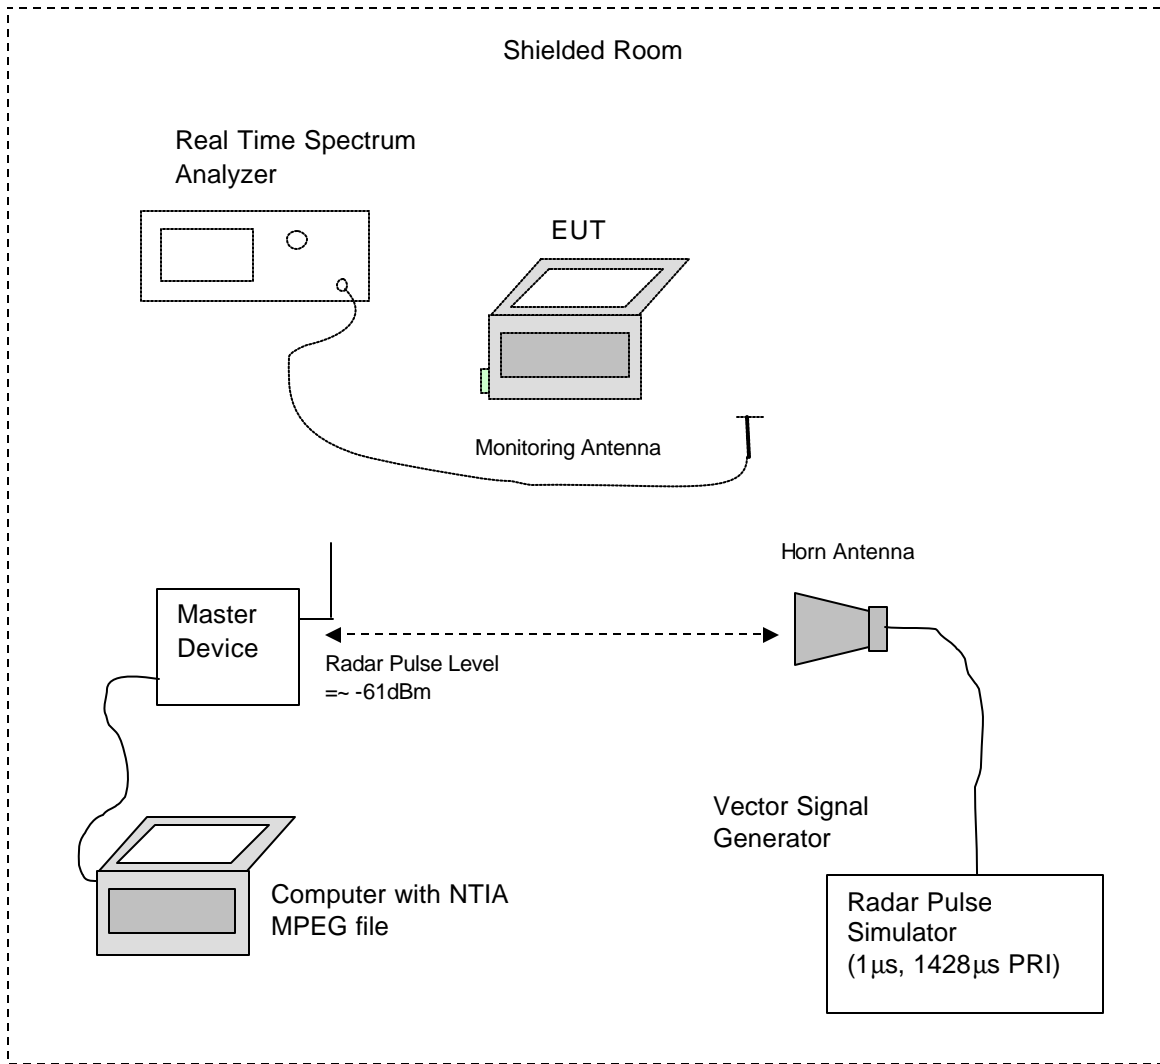 Shielded Room
Real Time Spectrum
Analyzer
EUT
Monitoring Antenna
Horn Antenna
Master
Device
Radar Pulse Level
=~ -61dBm
Vector Signal
Generator
Computer with NTIA
MPEG file
Radar Pulse
Simulator
(1μs, 1428μs PRI)